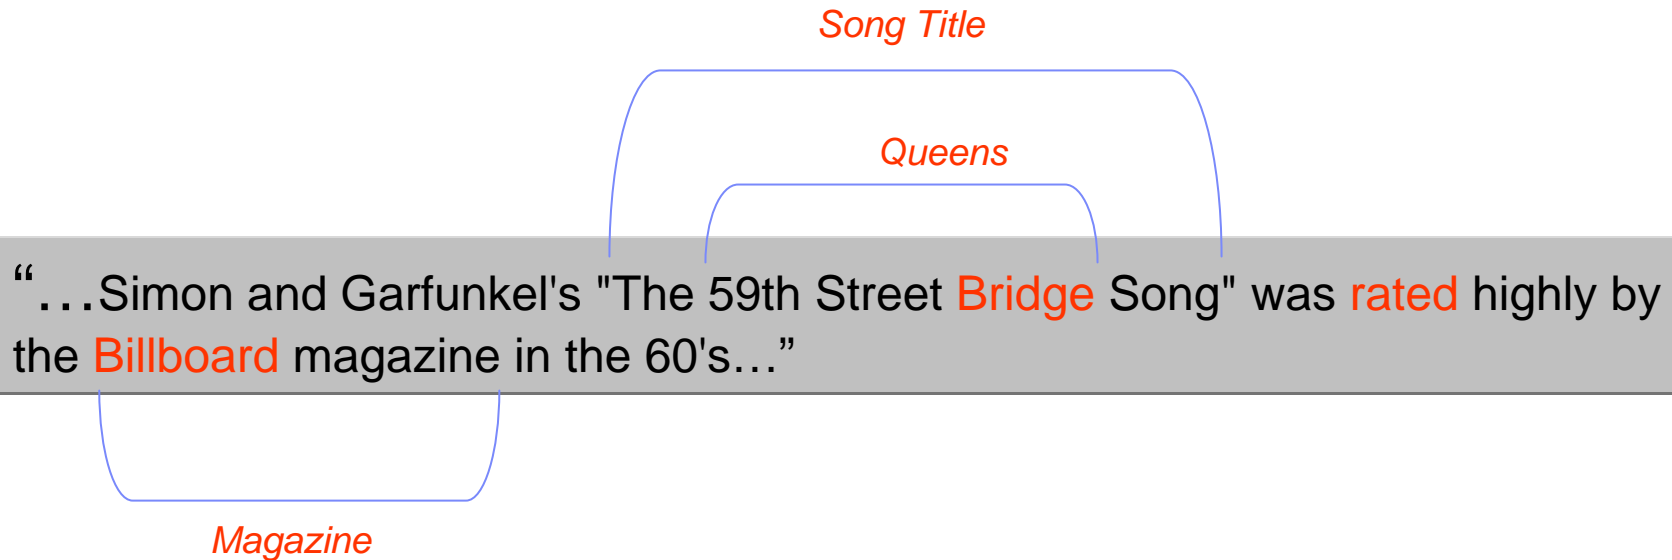 Song Title
Queens
“…Simon and Garfunkel's "The 59th Street Bridge Song" was rated highly by
the Billboard magazine in the 60's…”
Magazine